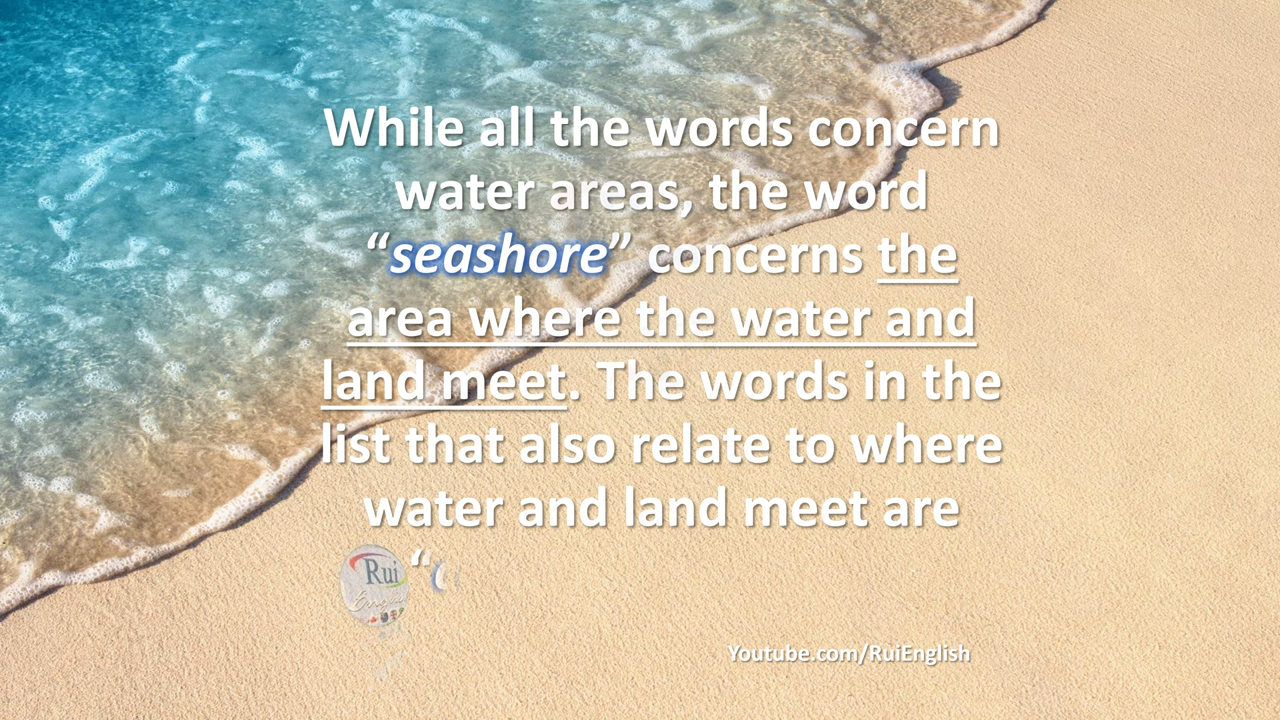 While all the words concern
water areas, the word
“seashore” concerns the
area where the water and
land meet. The words in the
list that also relate to where
water and land meet are
“
Rui
English
Youtube.com/RuiEnglish